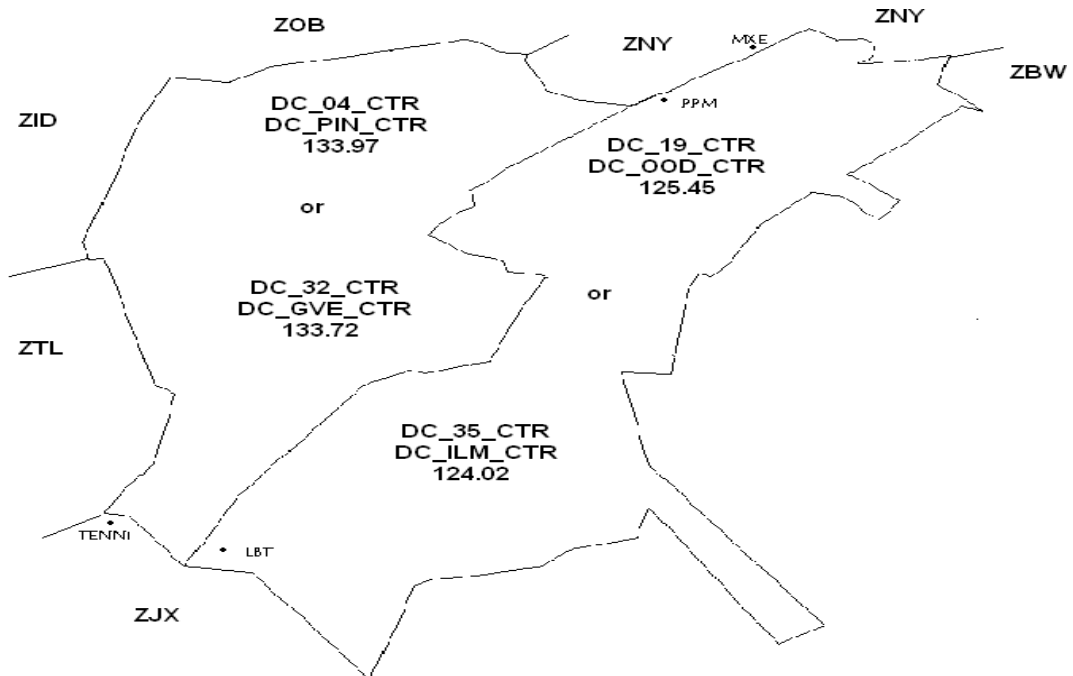 ZOB
ZNY
ZNY
MXE
ZBW
ZID
DC_04_CTR
DC_PIN_CTR
133.97
PPM
DC_19_CTR
DC_OOD_CTR
125.45
or
DC_32_CTR
DC_GVE_CTR
133.72
or
ZTL
DC_35_CTR
DC_ILM_CTR
124.02
TENNI
LBT
ZJX